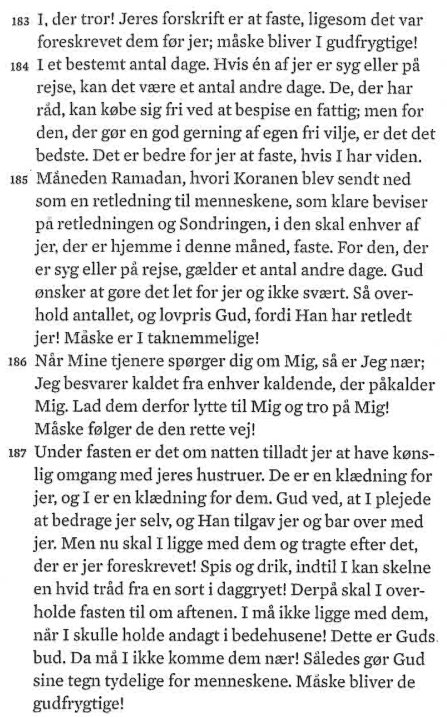 183 I, der tror! Jeres forskrift er at faste, ligesom det var
foreskrevet dem før jer; måske bliver I gudfrygtige!
184 I et bestemt antal dage. Hvis én af jer er syg eller på
rejse, kan det være et antal andre dage. De, der har
råd, kan købe sig fri ved at bespise en fattig; men for
den, der gør en god gerning af egen fri vilje, er det det
bedste. Det er bedre for jer at faste, hvis I har viden.
185 Måneden Ramadan, hvori Koranen blev sendt ned
som en retledning til menneskene, som klare beviser
på retledningen og Sondringen, i den skal enhver af
jer, der er hjemme i denne måned, faste. For den, der
er syg eller på rejse, gælder et antal andre dage. Gud
ønsker at gøre det let for jer og ikke svært. Så over-
hold antallet, og lovpris Gud, fordi Han har retledt
jer! Måske er I taknemmelige!
186 Når Mine tjenere spørger dig om Mig, så er Jeg nær;
Jeg besvarer kaldet fra enhver kaldende, der påkalder
Mig. Lad dem derfor lytte til Mig og tro på Mig!
Måske følger de den rette vej!
187 Under fasten er det om natten tilladt jer at have køns-
lig omgang med jeres hustruer. De er en klædning for
jer, og I er en klædning for dem. Gud ved, at I plejede
at bedrage jer selv, og Han tilgav jer og bar over med
jer. Men nu skal I ligge med dem og tragte efter det,
der er jer foreskrevet! Spis og drik, indtil I kan skelne
en hvid tråd fra en sort i daggryet! Derpå skal I over-
holde fasten til om aftenen. I må ikke ligge med dem,
når I skulle holde andagt i bedehusene! Dette er Guds
bud. Da må I ikke komme dem nær! Således gør Gud
sine tegn tydelige for menneskene. Måske bliver de
gudfrygtige!